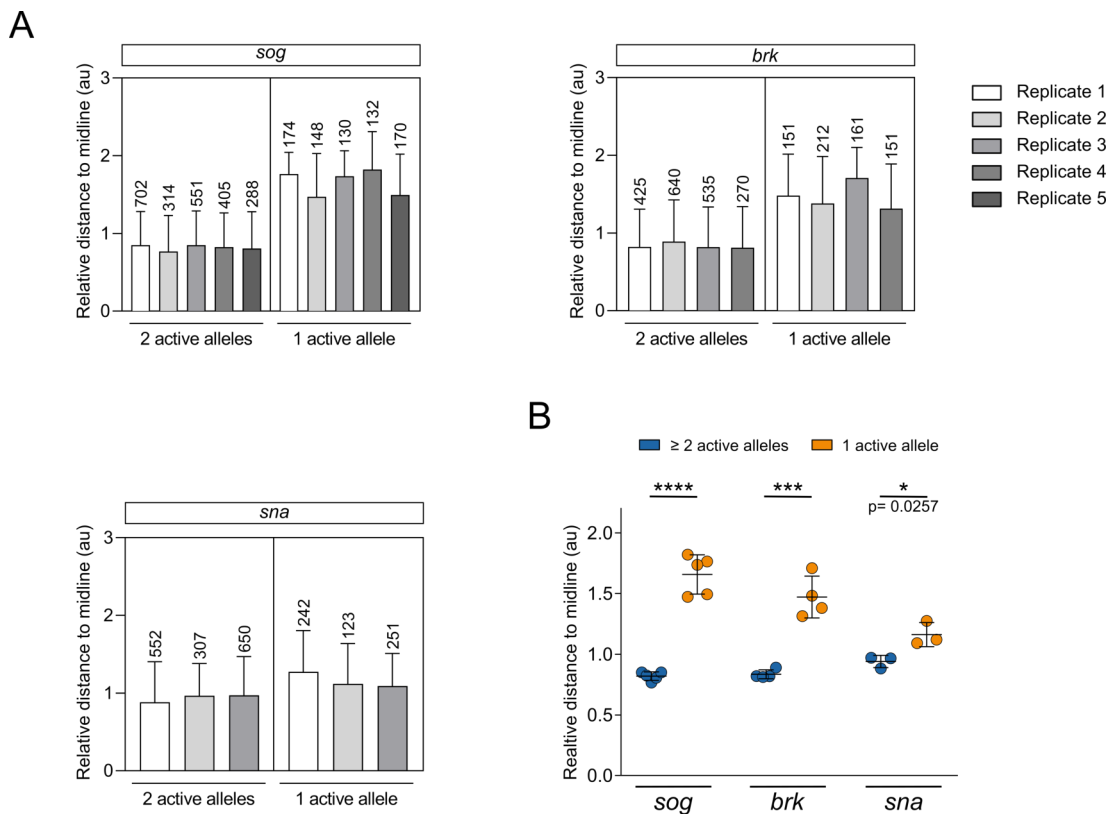 A
sog
Relative distance to midline (au)
3
2
1
0
702
314
551
405
288
174
148
130
132
170
2 active alleles
1 active allele
brk
Relative distance to midline (au)
3
2
1
0
425
640
535
270
151
212
161
151
2 active alleles
1 active allele
Replicate 1
Replicate 2
Replicate 3
Replicate 4
Replicate 5
sna
Relative distance to midline (au)
3
2
1
0
552
307
650
242
123
251
2 active alleles
1 active allele
B
≥ 2 active alleles
1 active allele
**** *** *
p= 0.0257
Realtive distance to midline (au)
2.0
1.5
1.0
0.5
0.0
sog brk sna